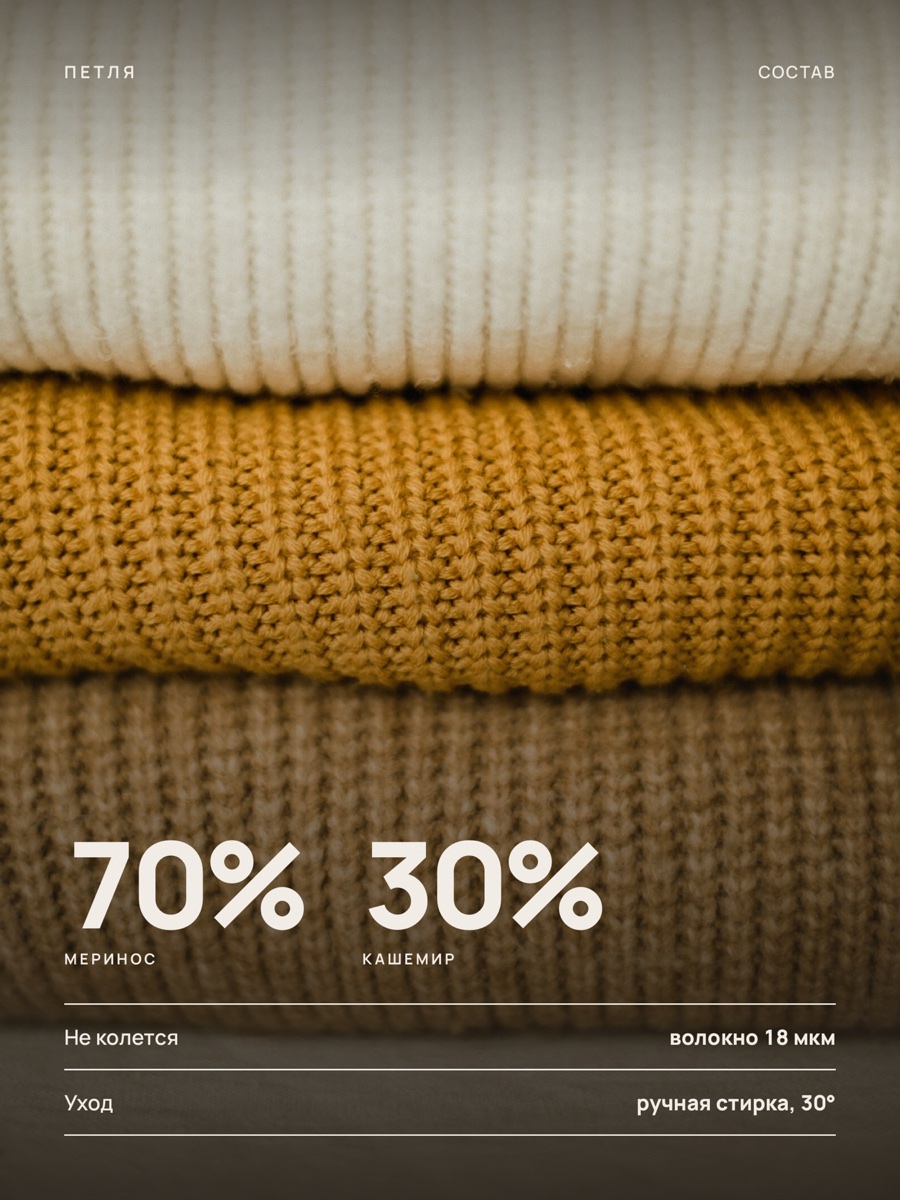 ПЕТЛЯ
СОСТАВ
70% 30%
МЕРИНОС КАШЕМИР
Не колется волокно 18 мкм
Уход ручная стирка, 30°